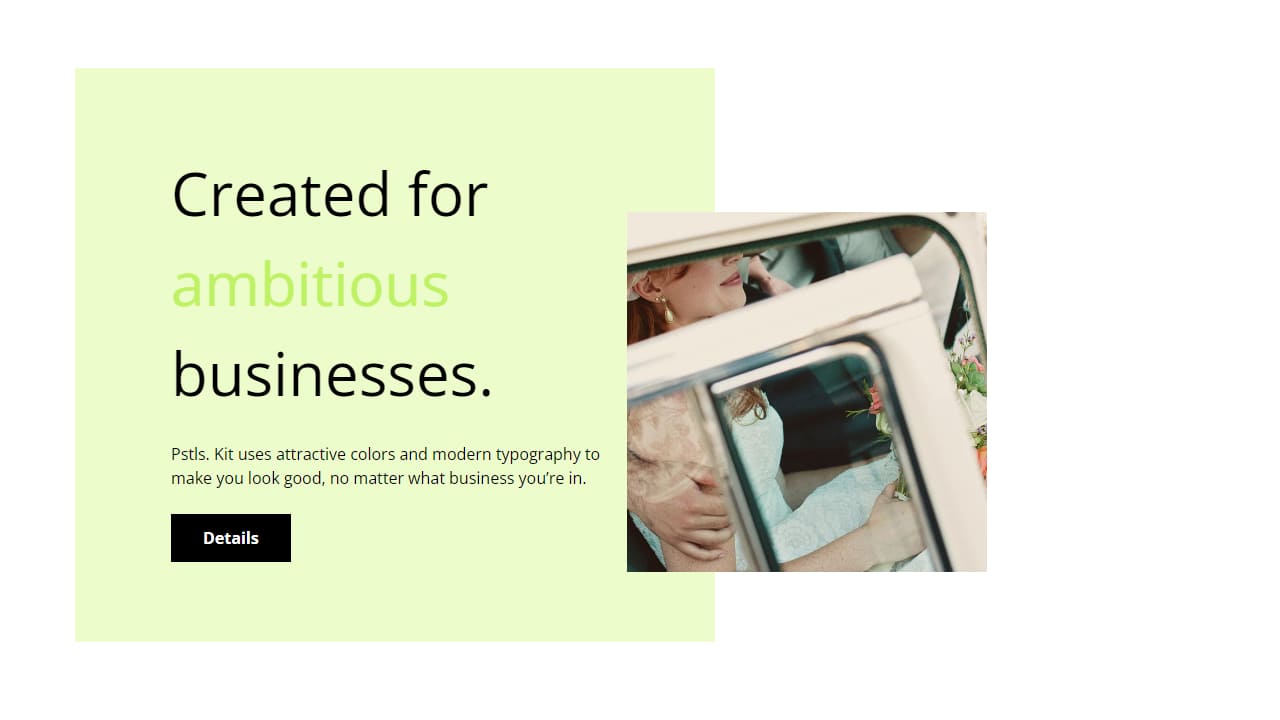 Created for
ambitious
businesses.
Pstls. Kit uses attractive colors and modern typography to
make you look good, no matter what business you’re in.
Details